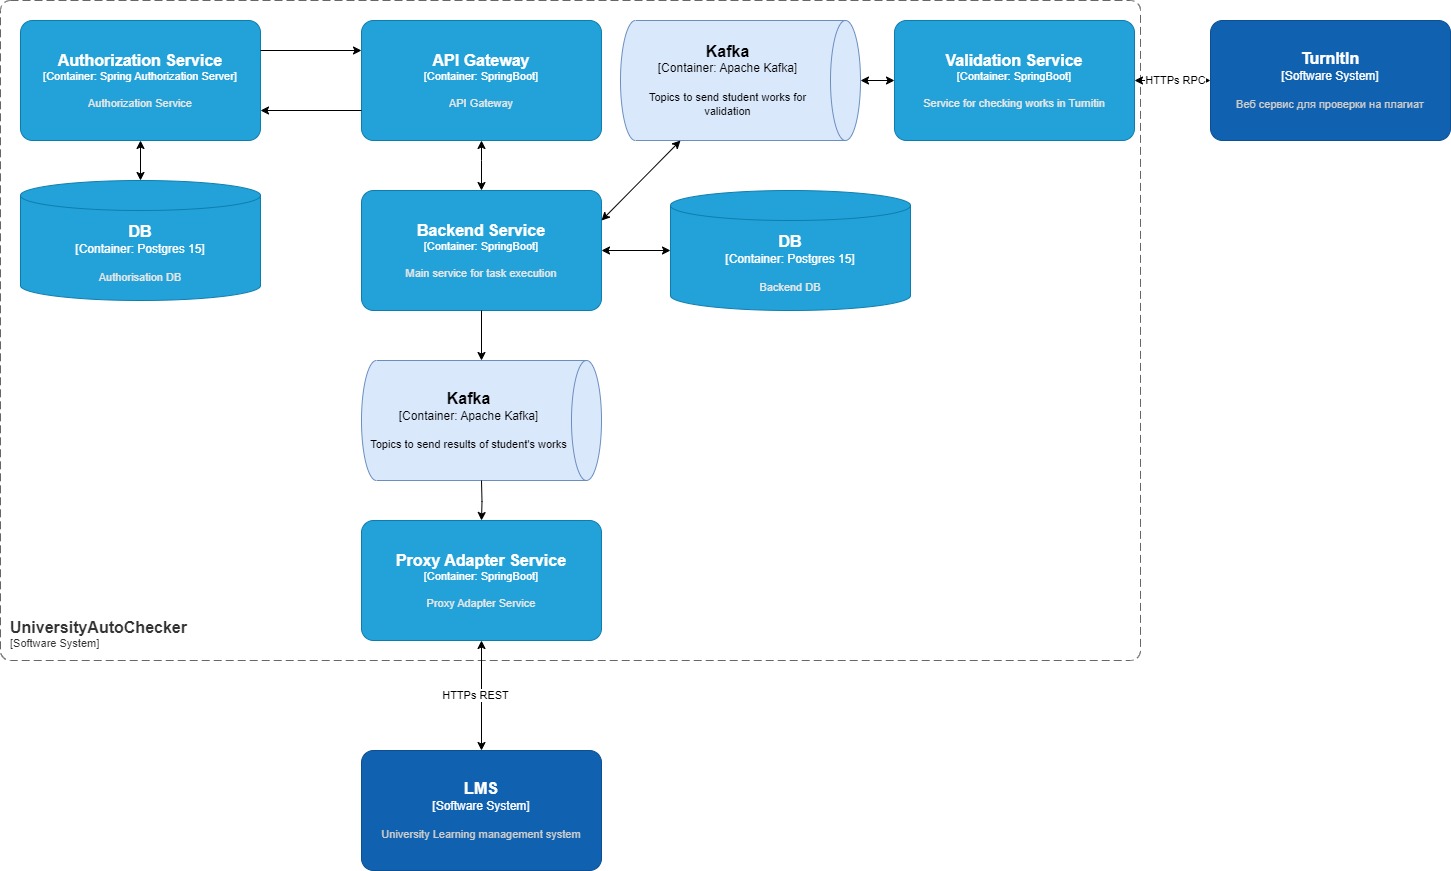 Authorization Service
[Container: Spring Authorization Server]
Authorization Service
API Gateway
[Container: SpringBoot]
API Gateway
Kafka
[Container: Apache Kafka]
Topics to send student works for
validation
Validation Service
[Container: SpringBoot]
Service for checking works in Turnitin
HTTPs RPC
TurnItIn
[Software System]
Веб сервис для проверки на плагиат
DB
[Container: Postgres 15]
Authorisation DB
Backend Service
[Container: SpringBoot]
Main service for task execution
DB
[Container: Postgres 15]
Backend DB
Kafka
[Container: Apache Kafka]
Topics to send results of student's works
Proxy Adapter Service
[Container: SpringBoot]
Proxy Adapter Service
UniversityAutoChecker
[Software System]
HTTPs REST
LMS
[Software System]
University Learning management system